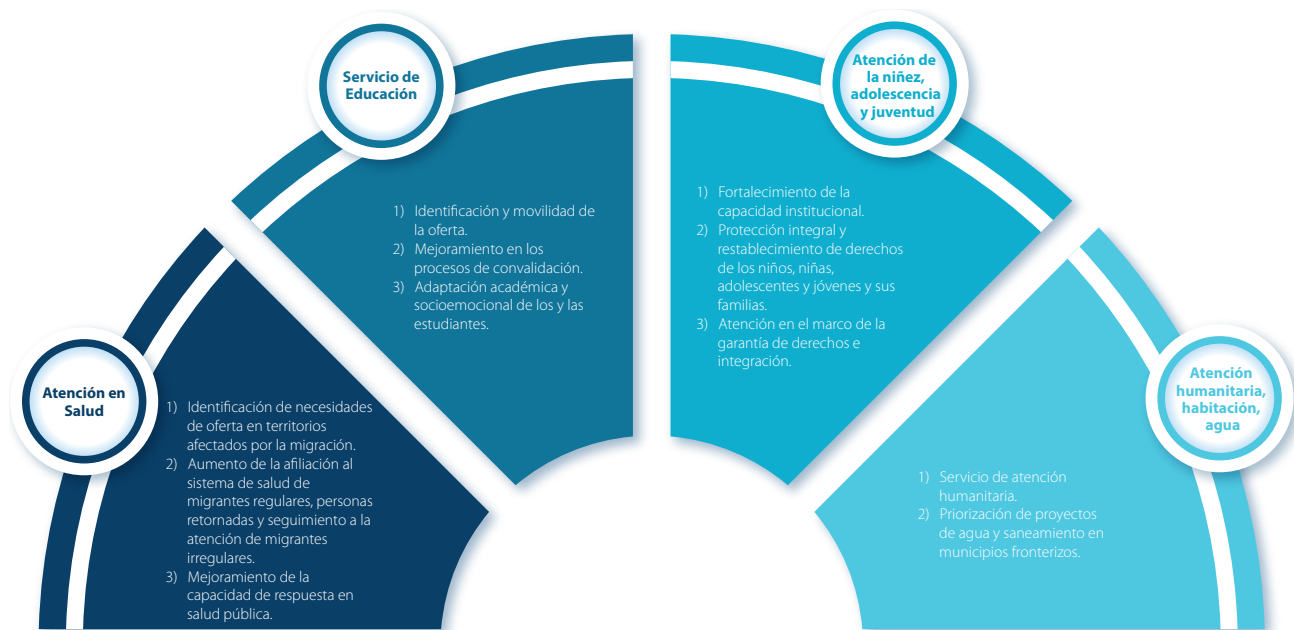 Atención en
Salud
1) Identificación de necesidades
de oferta en territorios
afectados por la migración.
2) Aumento de la afiliación al
sistema de salud de
migrantes regulares, personas
retornadas y seguimiento a la
atención de migrantes
irregulares.
3) Mejoramiento de la
capacidad de respuesta en
salud pública.
Servicio de
Educación
1) Identificación y movilidad de
la oferta.
2) Mejoramiento en los
procesos de convalidación.
3) Adaptación académica y
socioemocional de los y las
estudiantes.
Atención de
la niñez,
adolescencia
y juventud
1) Fortalecimiento de la
capacidad institucional.
2) Protección integral y
restablecimiento de derechos
de los niños, niñas,
adolescentes y jóvenes y sus
familias.
3) Atención en el marco de la
garantía de derechos e
integración.
Atención
humanitaria,
habitación,
agua
1) Servicio de atención
humanitaria.
2) Priorización de proyectos
de agua y saneamiento en
municipios fronterizos.